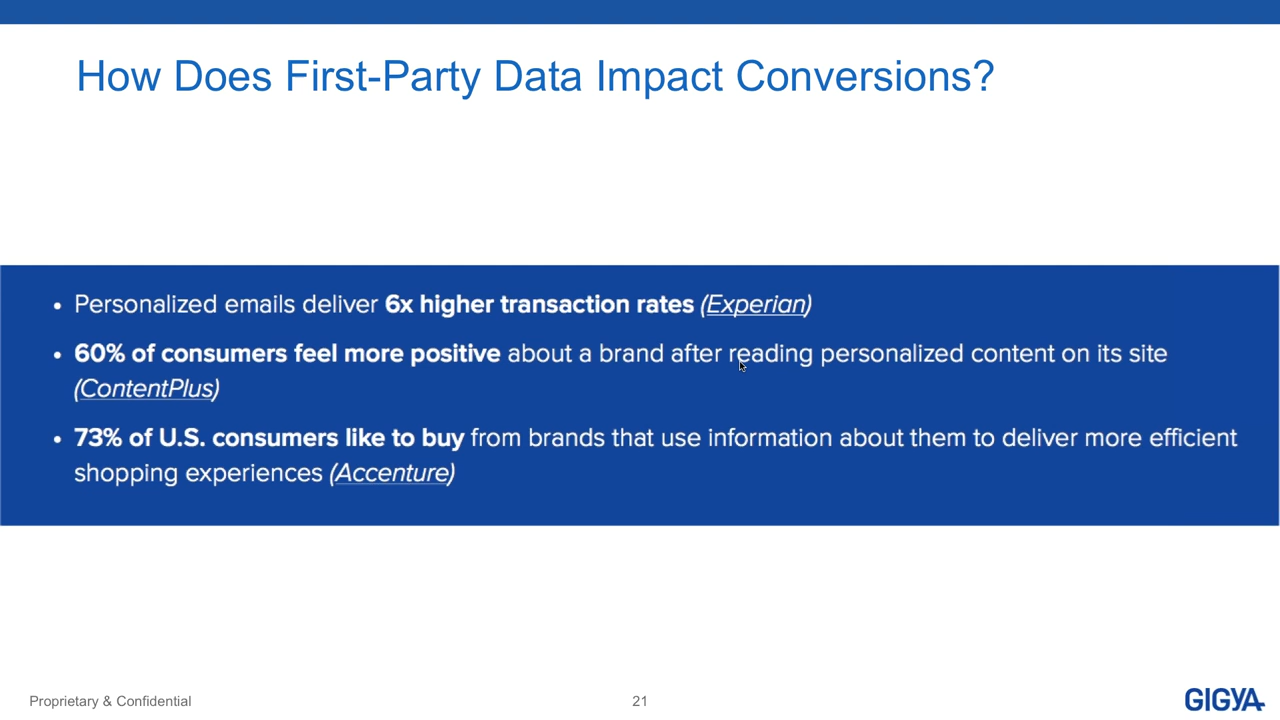 How Does First-Party Data Impact Conversions?
• Personalized emails deliver 6x higher transaction rates (Experian)
• 60% of consumers feel more positive about a brand after reading personalized content on its site
(ContentPlus)
• 73% of U.S. consumers like to buy from brands that use information about them to deliver more efficient
shopping experiences (Accenture)
Proprietary & Confidential
21
GIGYA